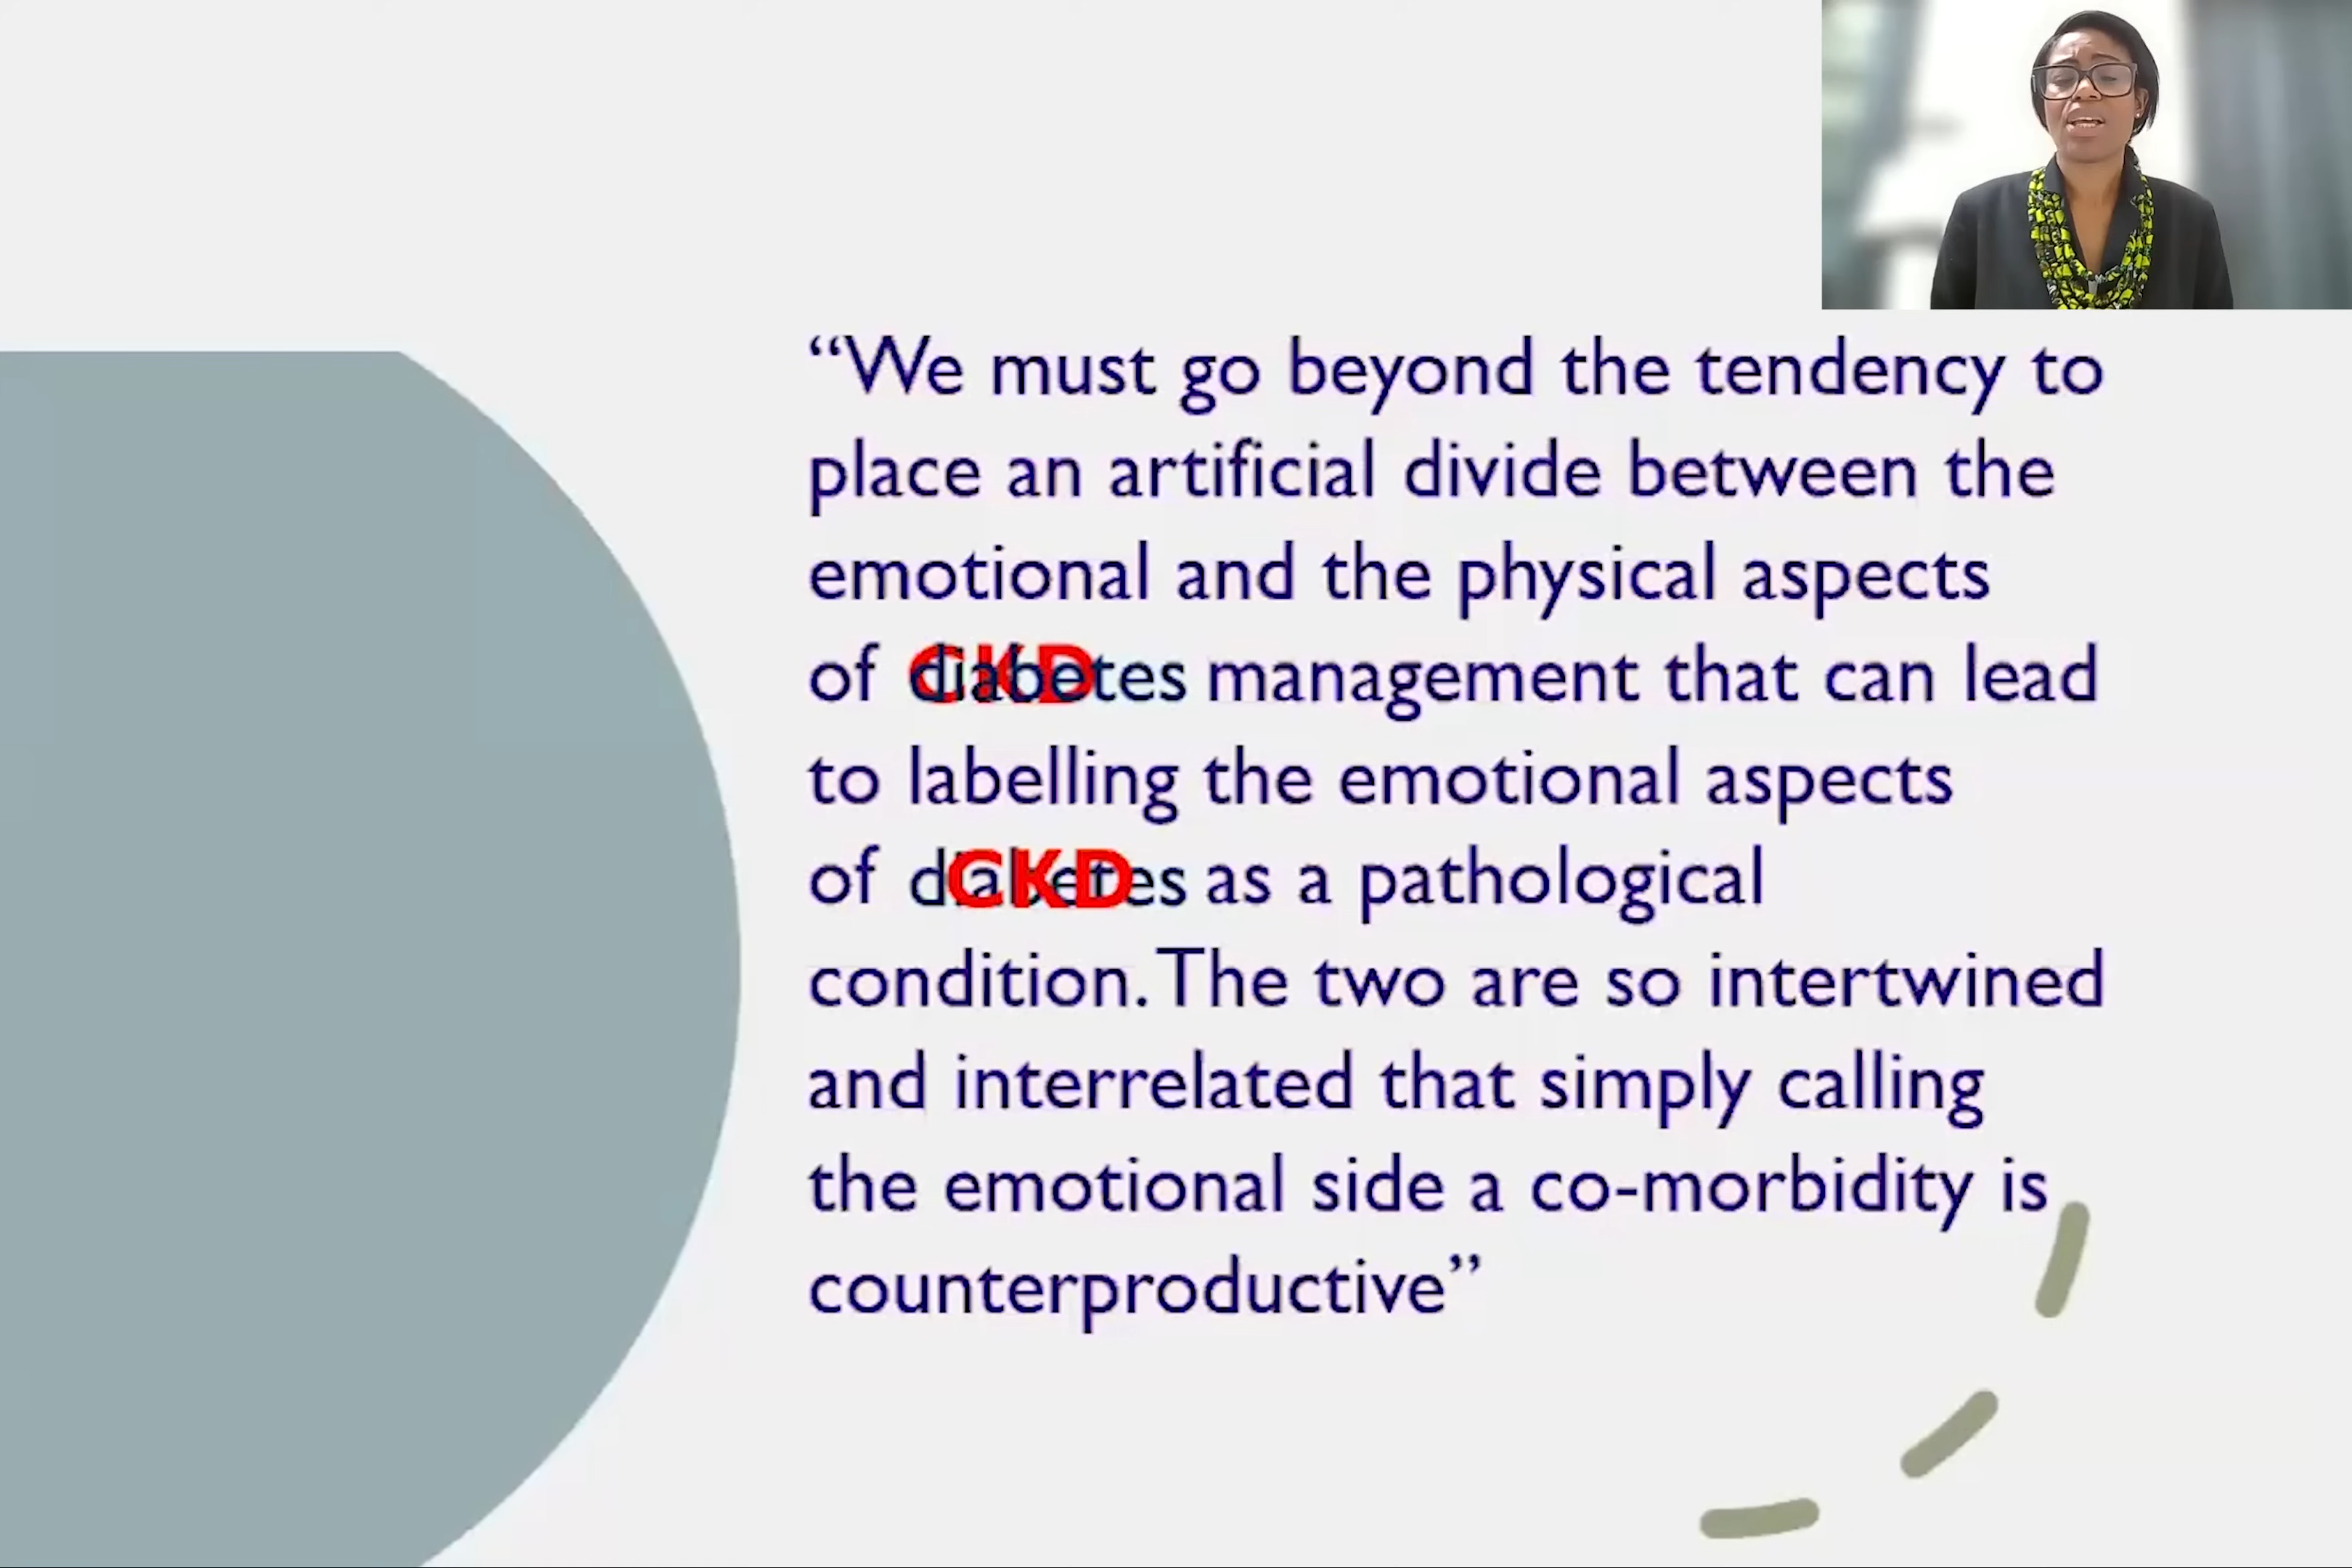 “We must go beyond the tendency to
place an artificial divide between the
emotional and the physical aspects
of diabetes CKD management that can lead
to labelling the emotional aspects
of diabetes CKD as a pathological
condition. The two are so intertwined
and interrelated that simply calling
the emotional side a co-morbidity is
counterproductive”